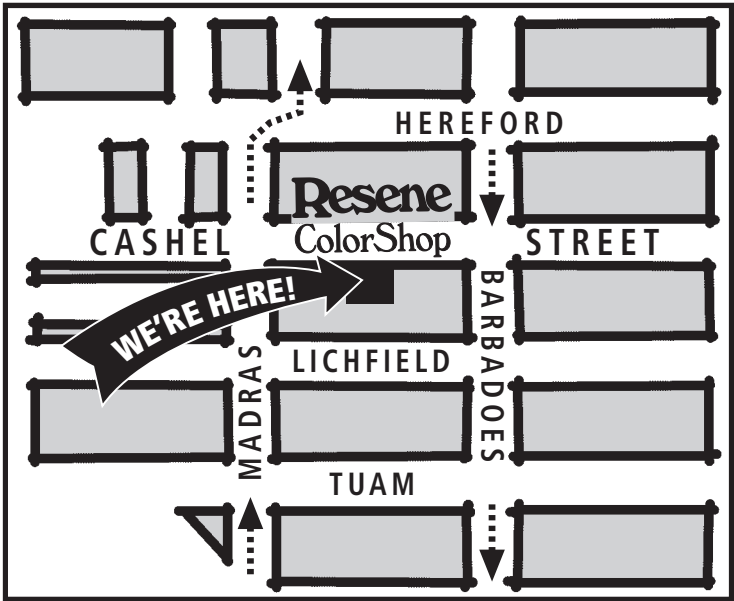 HEREFORD
Resene
ColorShop
CASHEL STREET
WE'RE HERE!
BARBADOES
MADRAS
LICHFIELD
TUAM